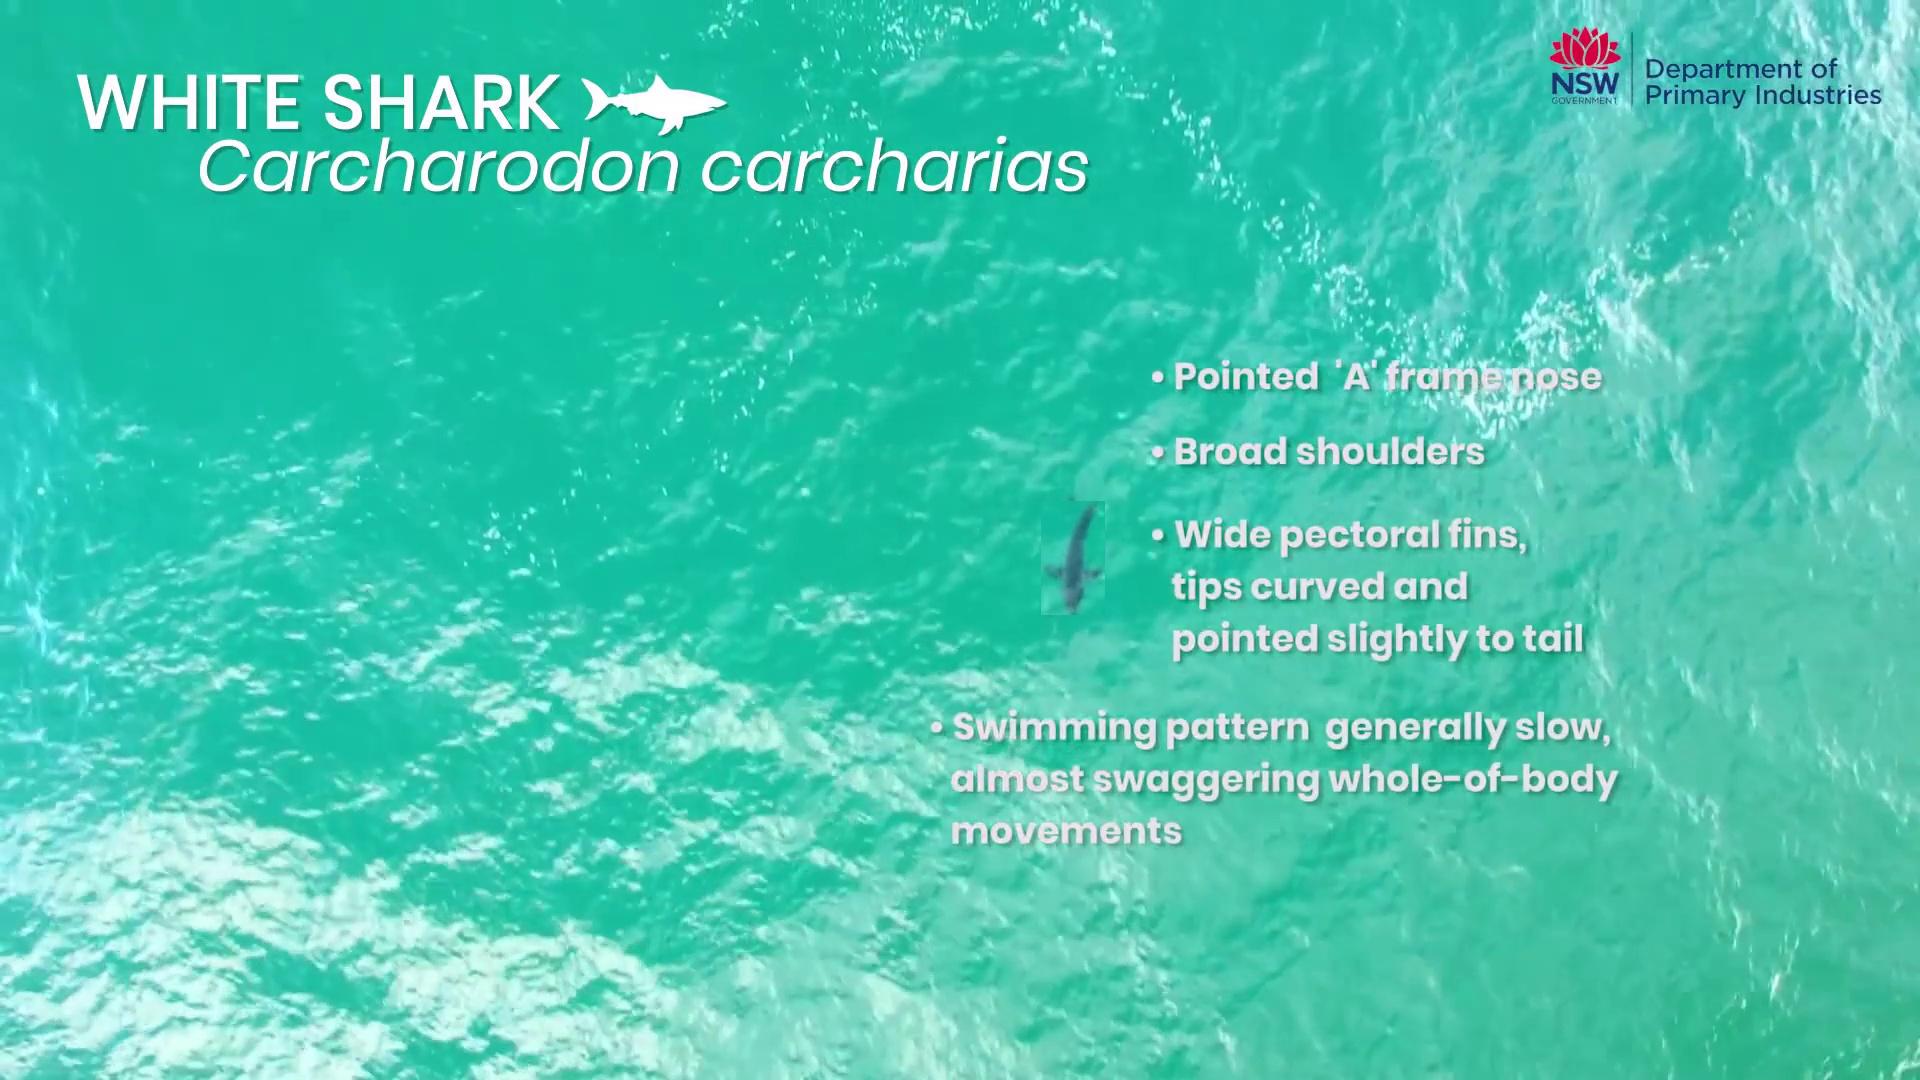 WHITE SHARK
Carcharodon carcharias
NSW
GOVERNMENT
Department of
Primary Industries
• Pointed 'A' frame nose
• Broad shoulders
• Wide pectoral fins,
tips curved and
pointed slightly to tail
• Swimming pattern generally slow,
almost swaggering whole-of-body
movements